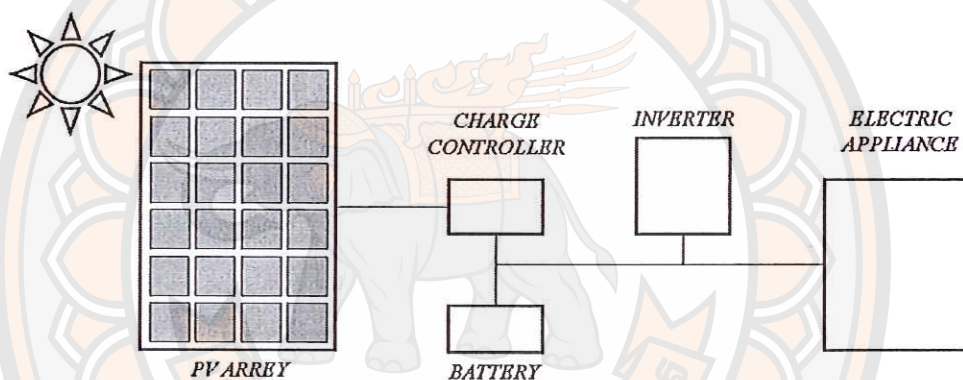 CHARGE
CONTROLLER
INVERTER
ELECTRIC
APPLIANCE
PV ARREY
BATTERY